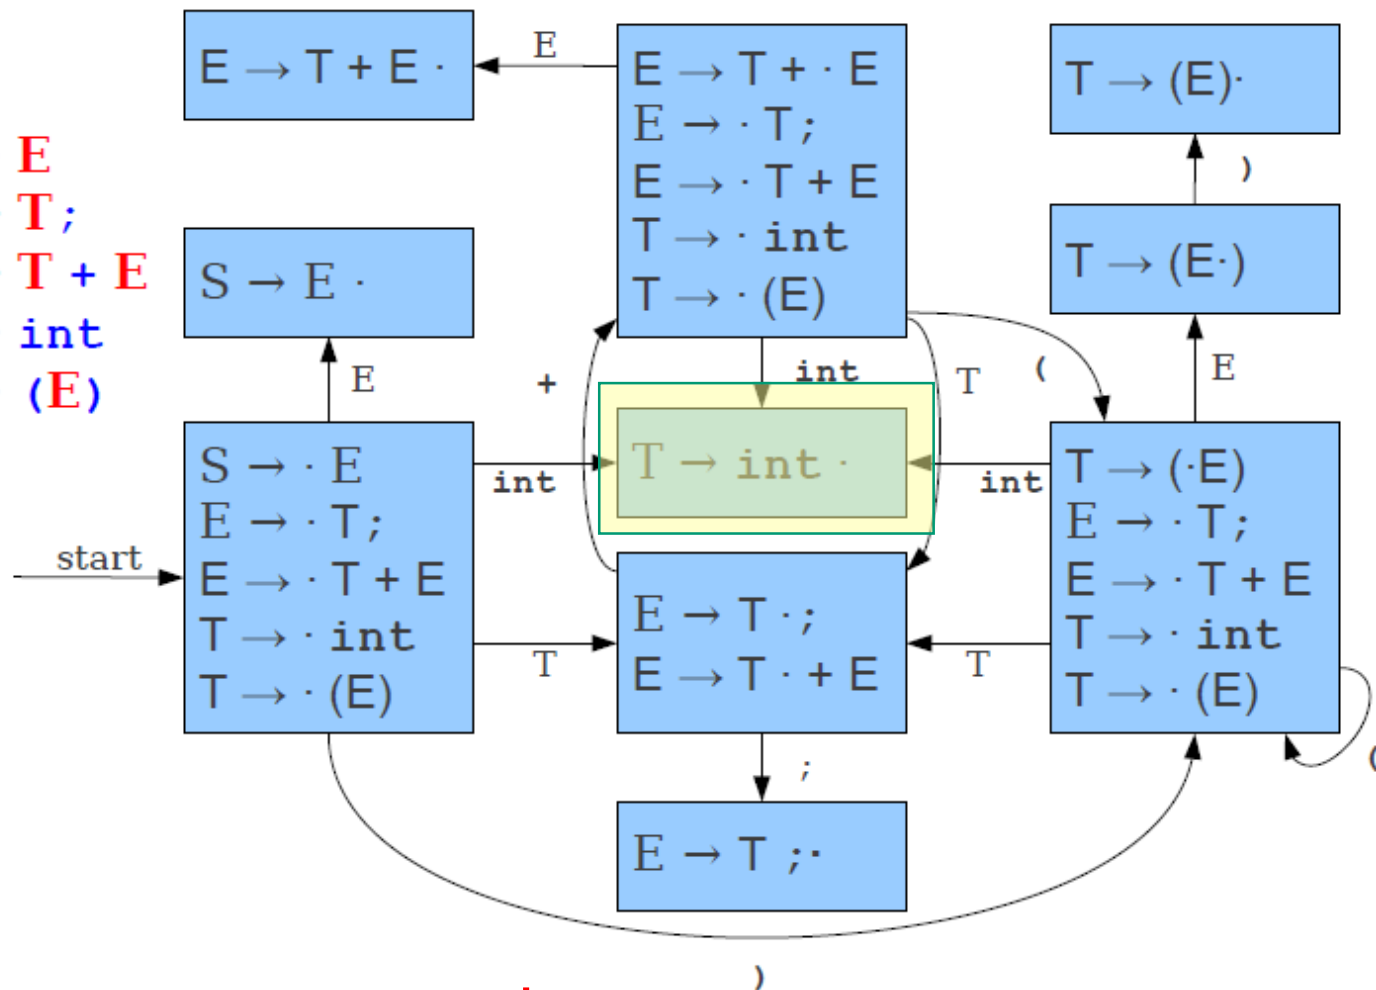 E
T;
T + E
int
(E)
E → T + E ·
E
E → T + · E
E → · T;
E → · T + E
T → · int
T → · (E)
T → (E)·
)
T → (E·)
E
S → E ·
E
+
int
T
(
T → int ·
int
int
start
S → · E
E → · T;
E → · T + E
T → · int
T → · (E)
T
E → T ·;
E → T · + E
T
T → (·E)
E → · T;
E → · T + E
T → · int
T → · (E)
(
;
E → T ;·
)